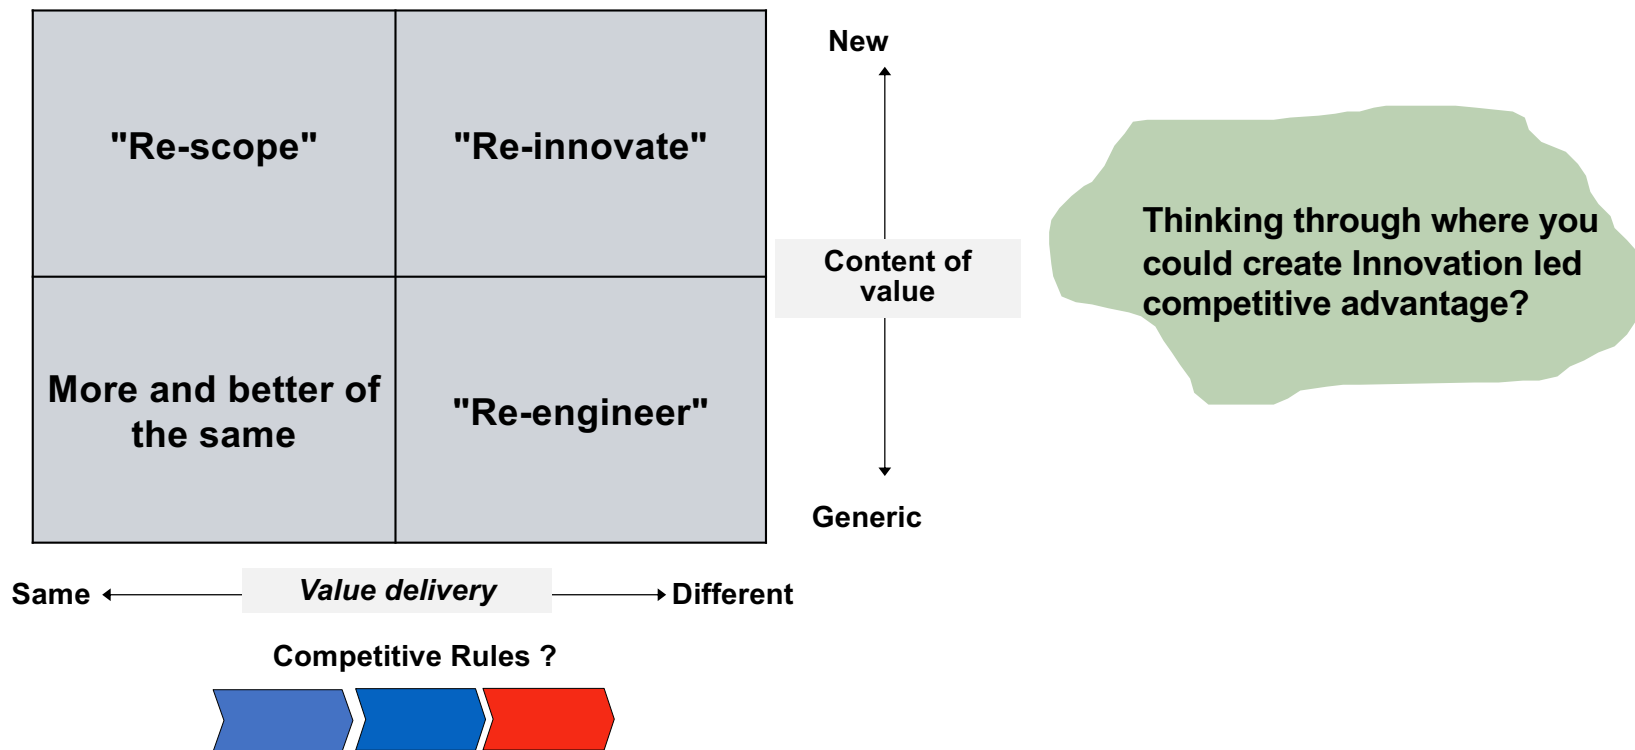 "Re-scope"
"Re-innovate"
More and better of
the same
"Re-engineer"
New
Content of
value
Generic
Thinking through where you
could create Innovation led
competitive advantage?
Same
Value delivery
Different
Competitive Rules ?